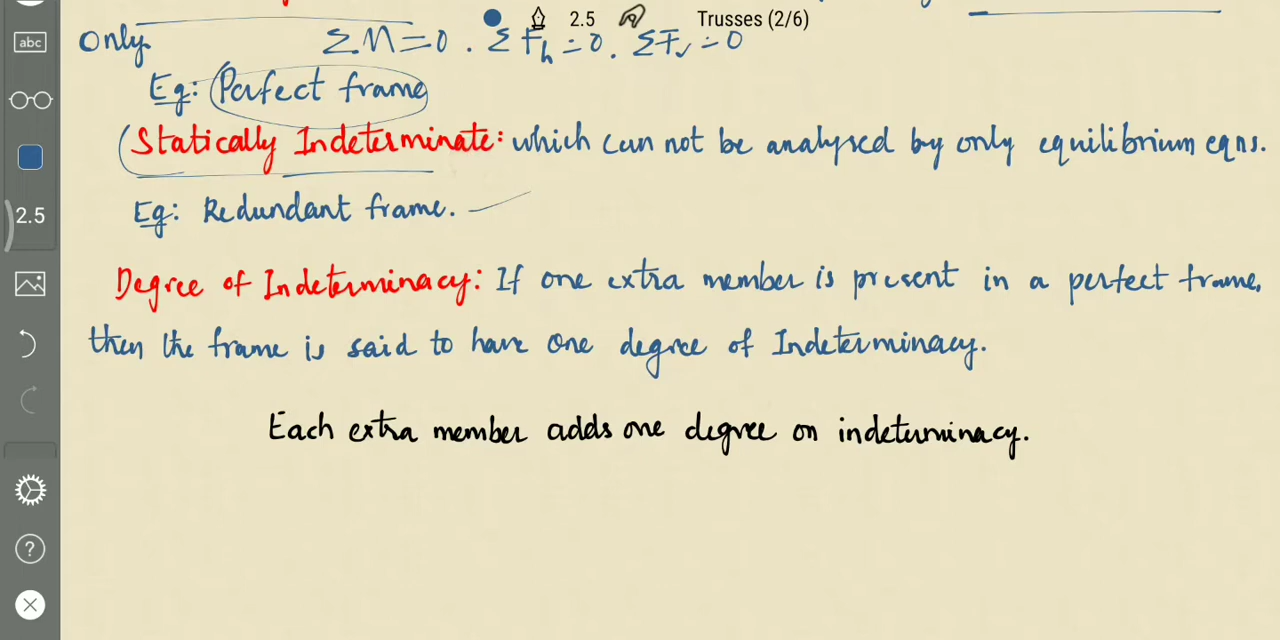 abc
2.5
Trusses (2/6)
Only ΣM=0. ΣFh=0. ΣFv=0
Eg: Perfect frame
Statically Indeterminate: which can not be analysed by only equilibrium eqns.
2.5
Eg: Redundant frame.
Degree of Indeterminacy: If one extra member is present in a perfect frame,
then the frame is said to have one degree of Indeterminacy.
Each extra member adds one degree on indeterminacy.
?